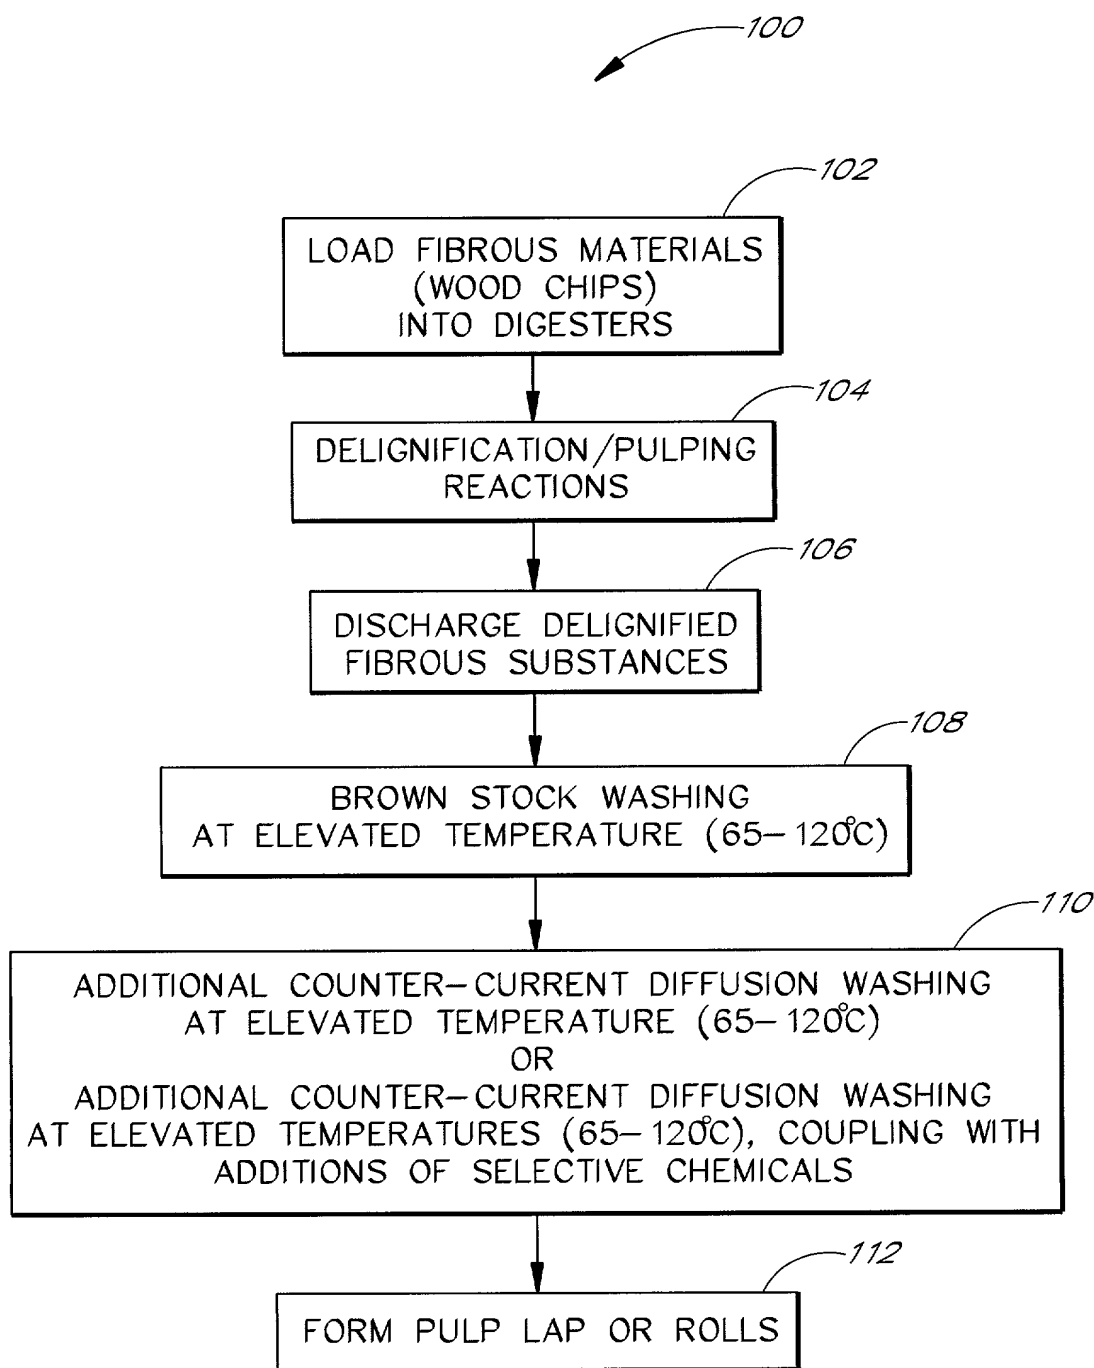 100
102
LOAD FIBROUS MATERIALS
(WOOD CHIPS)
INTO DIGESTERS
104
DELIGNIFICATION/PULPING
REACTIONS
106
DISCHARGE DELIGNIFIED
FIBROUS SUBSTANCES
108
BROWN STOCK WASHING
AT ELEVATED TEMPERATURE (65–120°C)
110
ADDITIONAL COUNTER–CURRENT DIFFUSION WASHING
AT ELEVATED TEMPERATURE (65–120°C)
OR
ADDITIONAL COUNTER–CURRENT DIFFUSION WASHING
AT ELEVATED TEMPERATURES (65–120°C), COUPLING WITH
ADDITIONS OF SELECTIVE CHEMICALS
112
FORM PULP LAP OR ROLLS